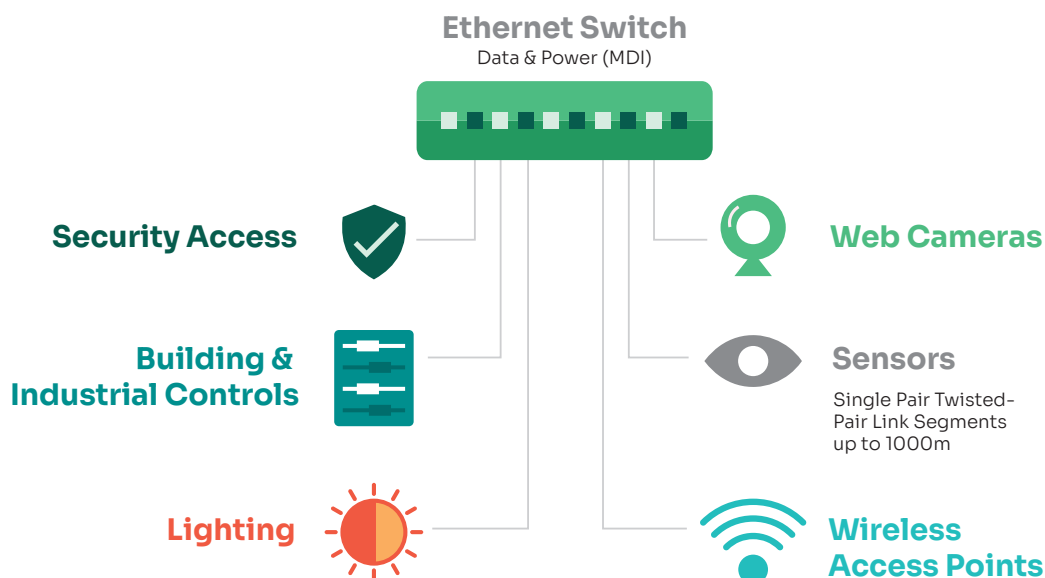 Ethernet Switch
Data & Power (MDI)
Security Access
Web Cameras
Building &
Industrial Controls
Sensors
Single Pair Twisted-
Pair Link Segments
up to 1000m
Lighting
Wireless
Access Points